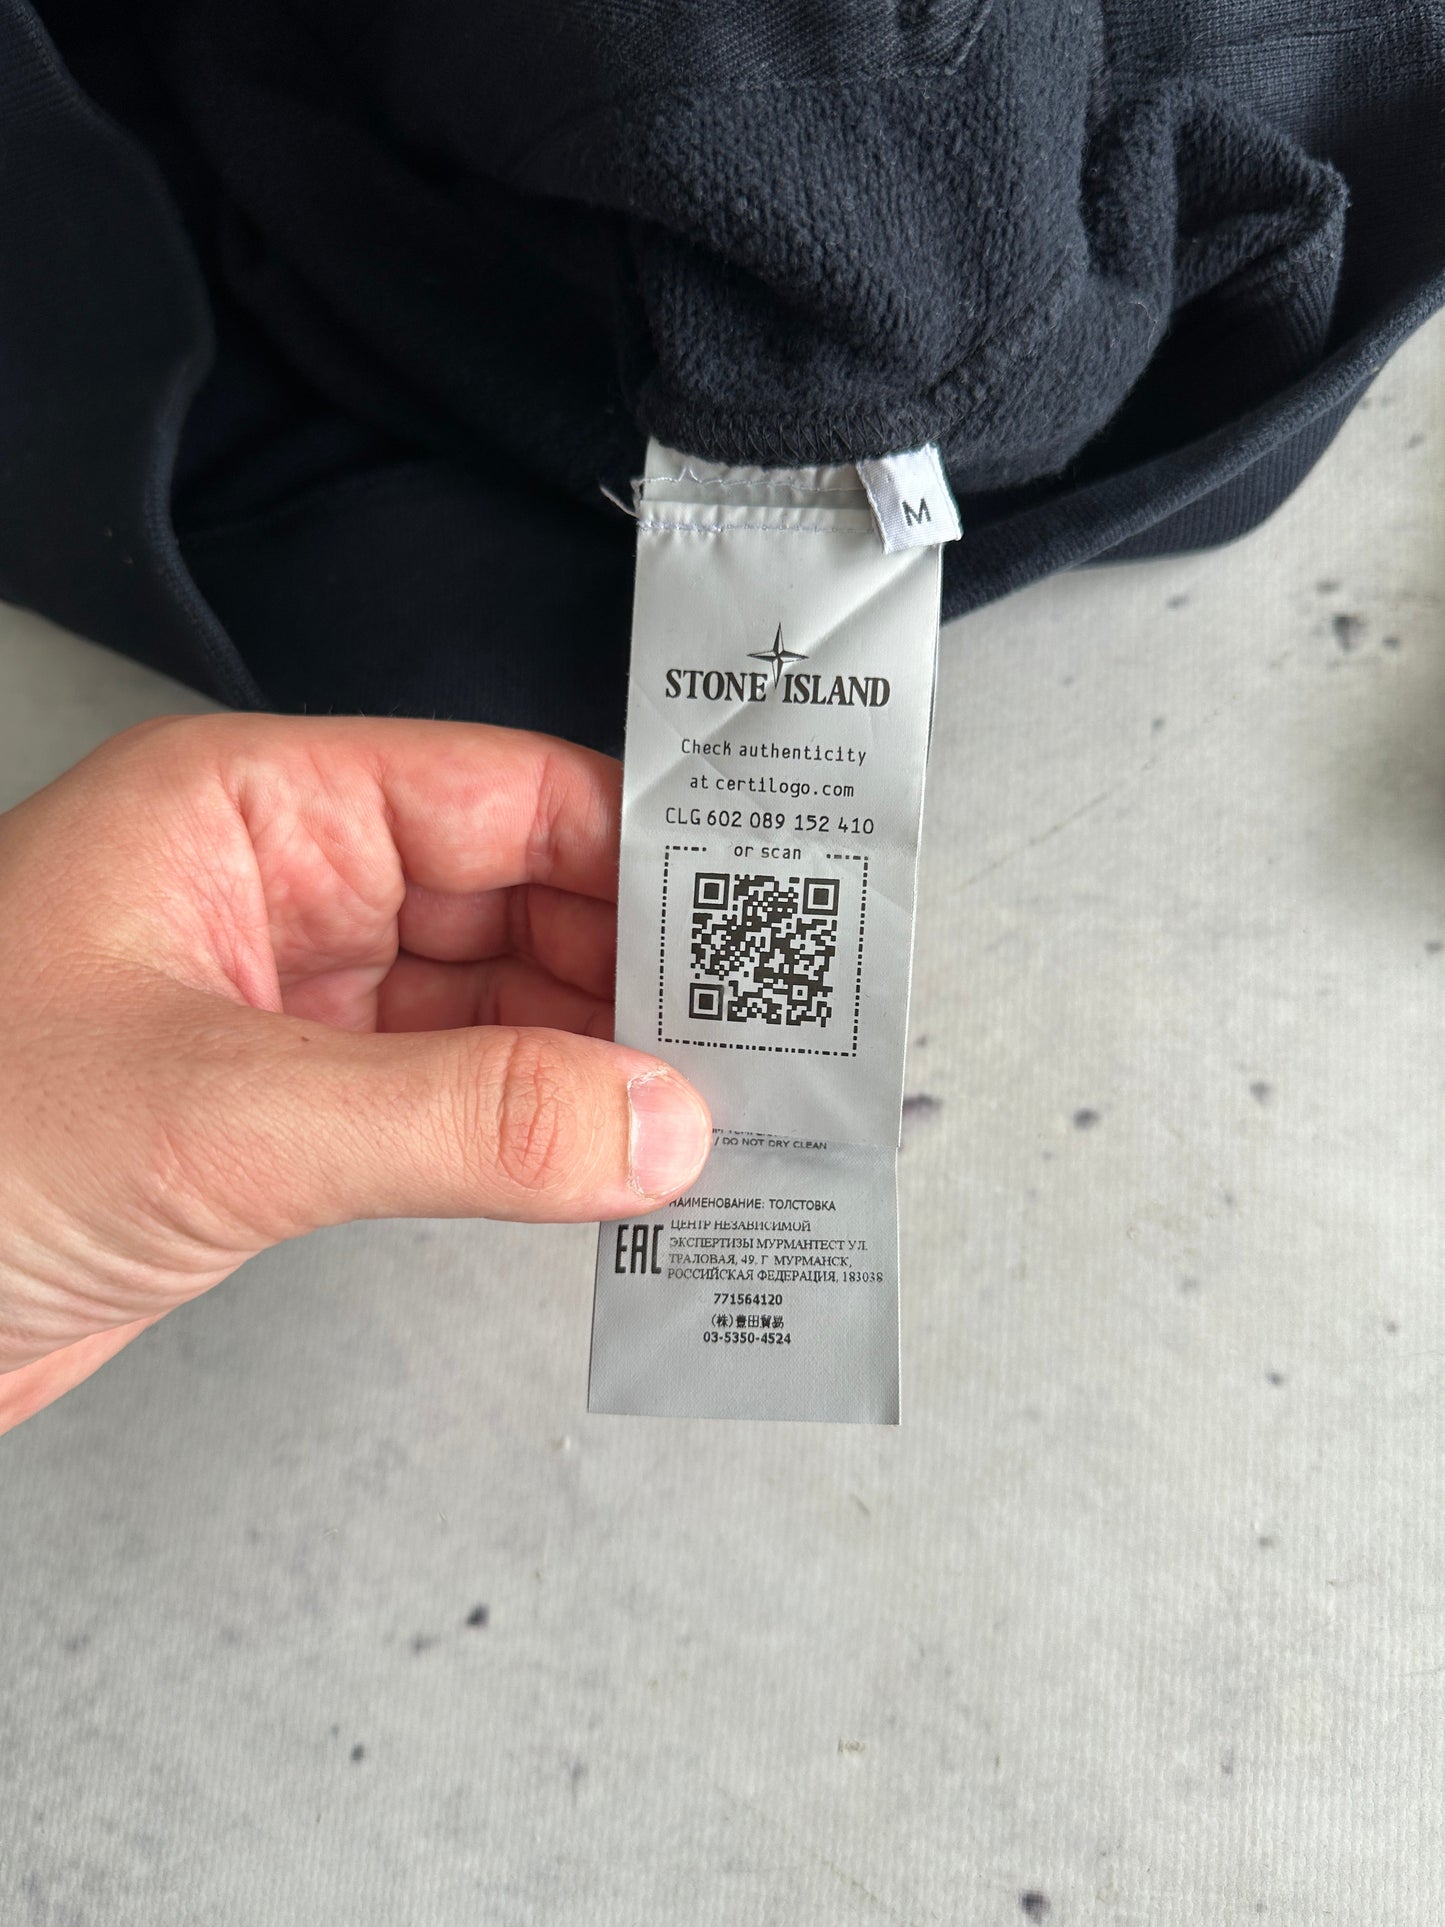 M
STONE ISLAND
Check authenticity
at certilogo.com
CLG 602 089 152 410
or scan
/ DO NOT DRY CLEAN
НАИМЕНОВАНИЕ: ТОЛСТОВКА
EAC
ЦЕНТР НЕЗАВИСИМОЙ
ЭКСПЕРТИЗЫ МУРМАНТЕСТ УЛ.
ТРАЛОВАЯ, 49. Г МУРМАНСК,
РОССИЙСКАЯ ФЕДЕРАЦИЯ, 183038
771564120
(株)豊田貿易
03-5350-4524